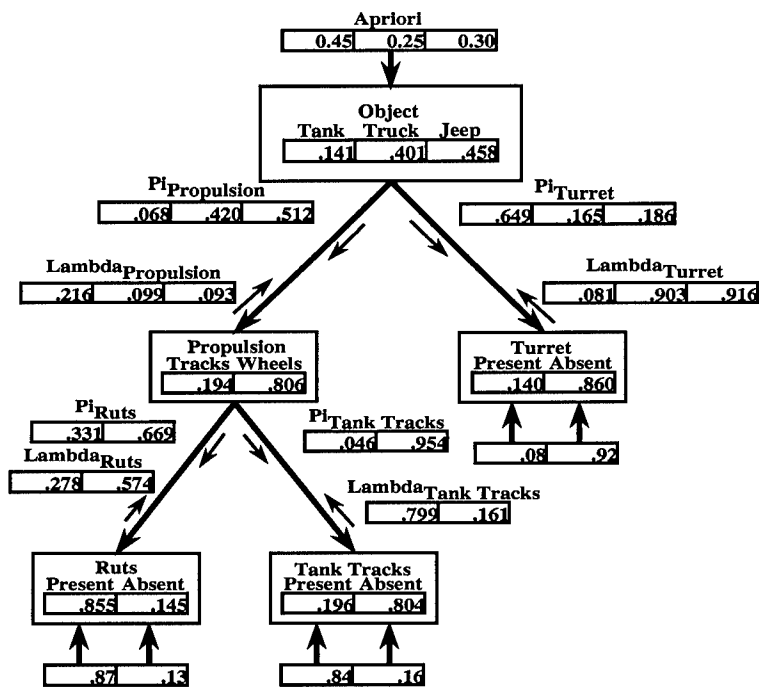 Apriori
0.45 0.25 0.30
Object
Tank Truck Jeep
.141 .401 .458
Pi Propulsion
.068 .420 .512
Pi Turret
.649 .165 .186
Lambda Propulsion
.216 .099 .093
Lambda Turret
.081 .903 .916
Propulsion
Tracks Wheels
.194 .806
Turret
Present Absent
.140 .860
.08 .92
Pi Ruts
.331 .669
Pi Tank Tracks
.046 .954
Lambda Ruts
.278 .574
Lambda Tank Tracks
.799 .161
Ruts
Present Absent
.855 .145
Tank Tracks
Present Absent
.196 .804
.87 .13
.84 .16